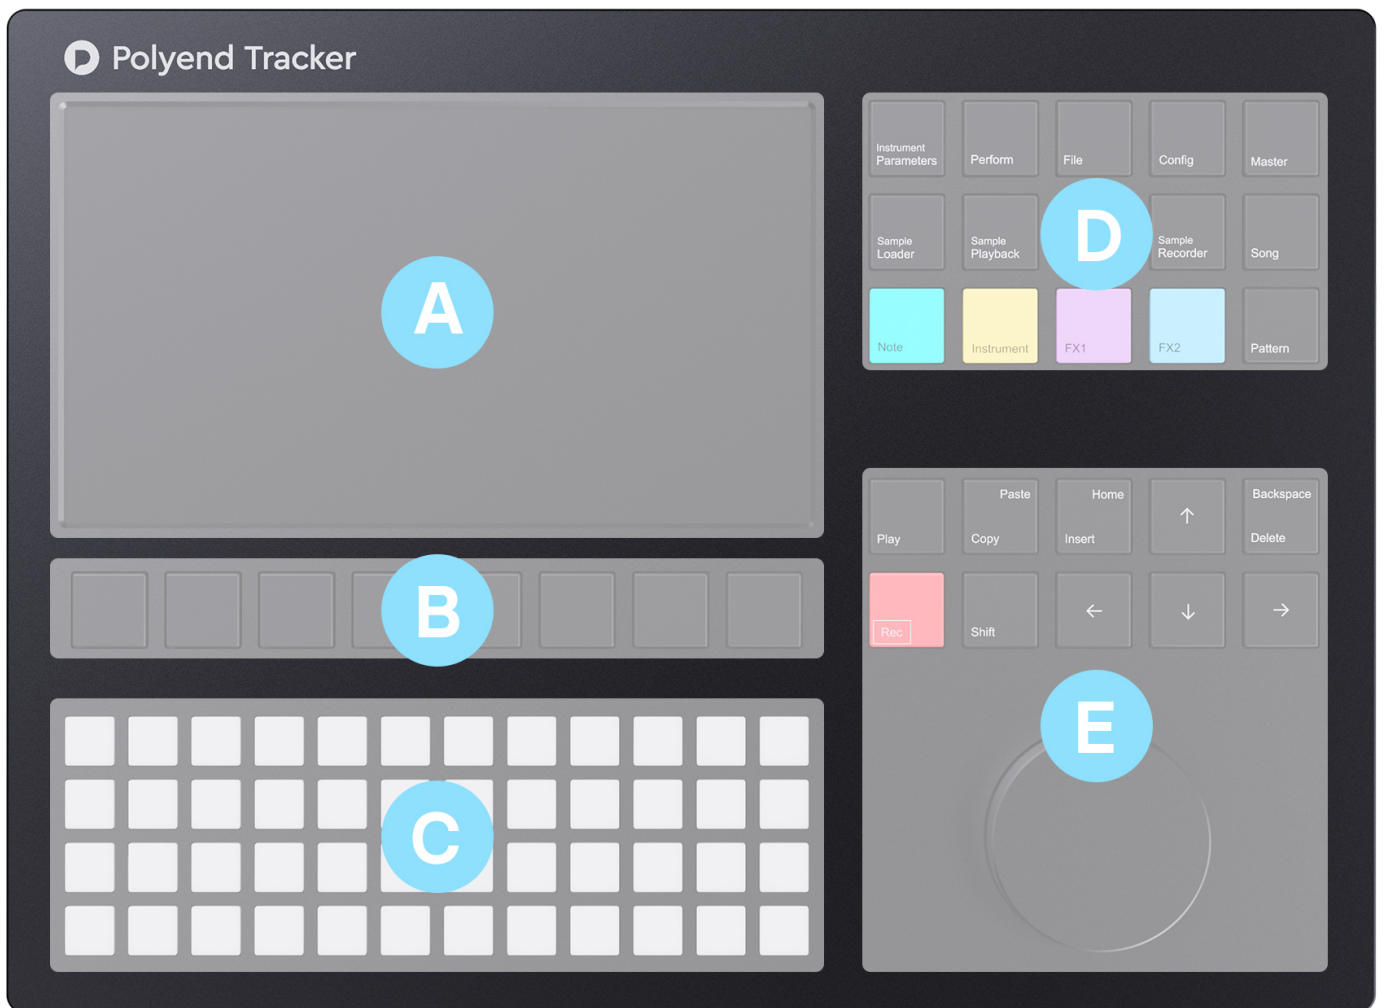 Polyend Tracker
A
B
C
Instrument
Parameters
Perform
File
Config
Master
Sample
Loader
Sample
Playback
D
Sample
Recorder
Song
Note
Instrument
FX1
FX2
Pattern
Play
Paste
Copy
Home
Insert
↑
Backspace
Delete
Rec
Shift
←
↓
→
E